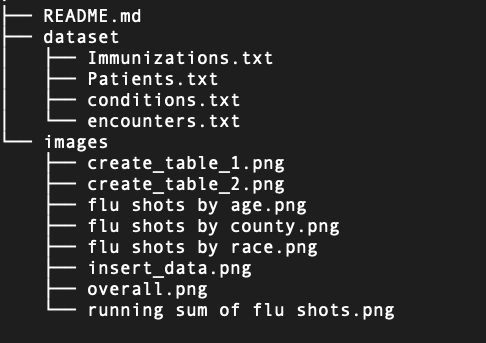 ├── README.md
├── dataset
│   ├── Immunizations.txt
│   ├── Patients.txt
│   ├── conditions.txt
│   └── encounters.txt
└── images
    ├── create_table_1.png
    ├── create_table_2.png
    ├── flu shots by age.png
    ├── flu shots by county.png
    ├── flu shots by race.png
    ├── insert_data.png
    ├── overall.png
    └── running sum of flu shots.png